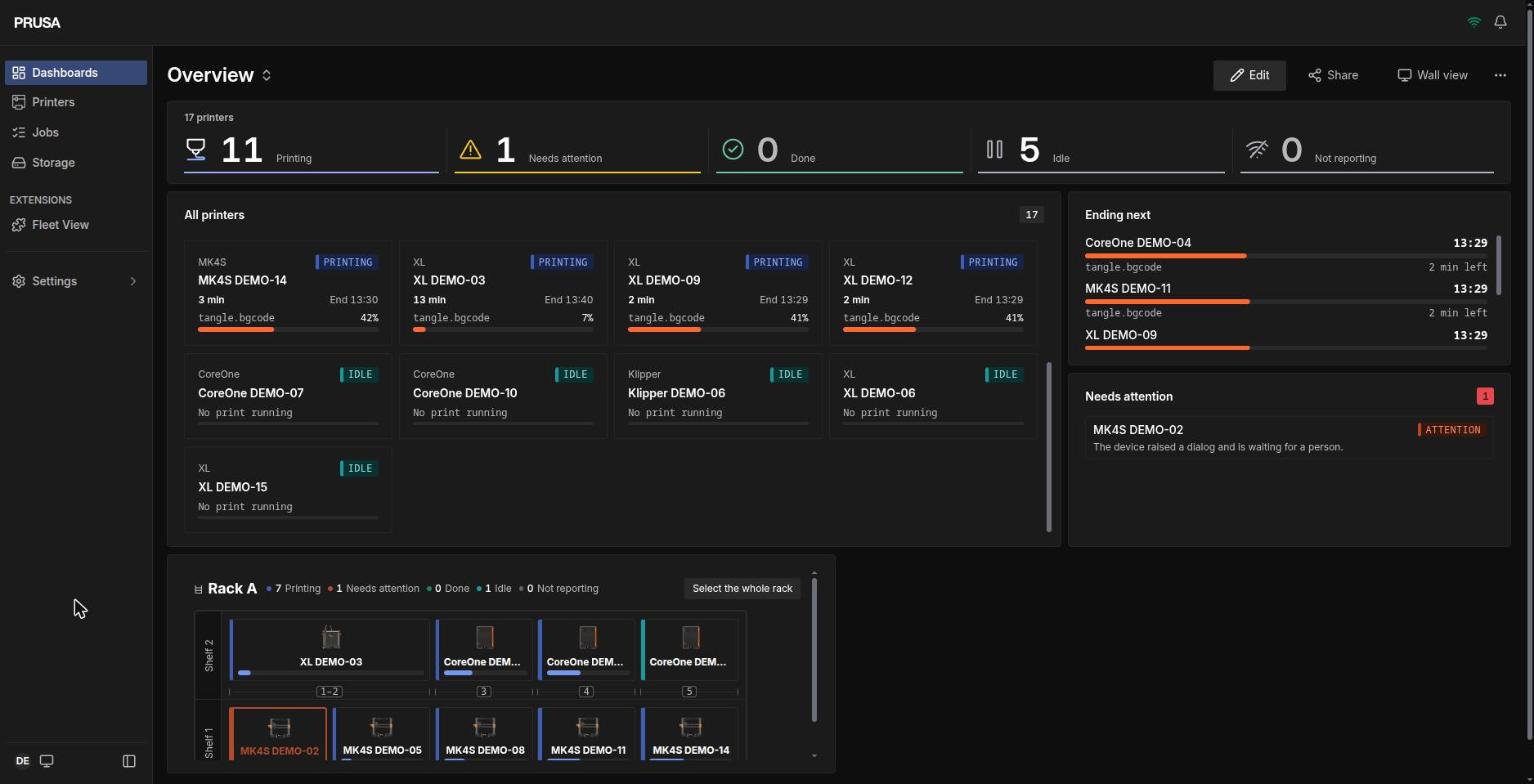 PRUSA
Dashboards
Printers
Jobs
Storage
EXTENSIONS
Fleet View
Settings
DE
Overview
Edit
Share
Wall view
17 printers
11 Printing
1 Needs attention
0 Done
5 Idle
0 Not reporting
All printers
17
MK4S PRINTING
MK4S DEMO-14
3 min End 13:30
tangle.bgcode 42%
XL PRINTING
XL DEMO-03
13 min End 13:40
tangle.bgcode 7%
XL PRINTING
XL DEMO-09
2 min End 13:29
tangle.bgcode 41%
XL PRINTING
XL DEMO-12
2 min End 13:29
tangle.bgcode 41%
CoreOne IDLE
CoreOne DEMO-07
No print running
CoreOne IDLE
CoreOne DEMO-10
No print running
Klipper IDLE
Klipper DEMO-06
No print running
XL IDLE
XL DEMO-06
No print running
XL IDLE
XL DEMO-15
No print running
Ending next
CoreOne DEMO-04 13:29
tangle.bgcode 2 min left
MK4S DEMO-11 13:29
tangle.bgcode 2 min left
XL DEMO-09 13:29
Needs attention 1
MK4S DEMO-02 ATTENTION
The device raised a dialog and is waiting for a person.
Rack A 7 Printing 1 Needs attention 0 Done 1 Idle 0 Not reporting Select the whole rack
Shelf 2
XL DEMO-03 CoreOne DEM... CoreOne DEM... CoreOne DEM...
1-2 3 4 5
Shelf 1
MK4S DEMO-02 MK4S DEMO-05 MK4S DEMO-08 MK4S DEMO-11 MK4S DEMO-14